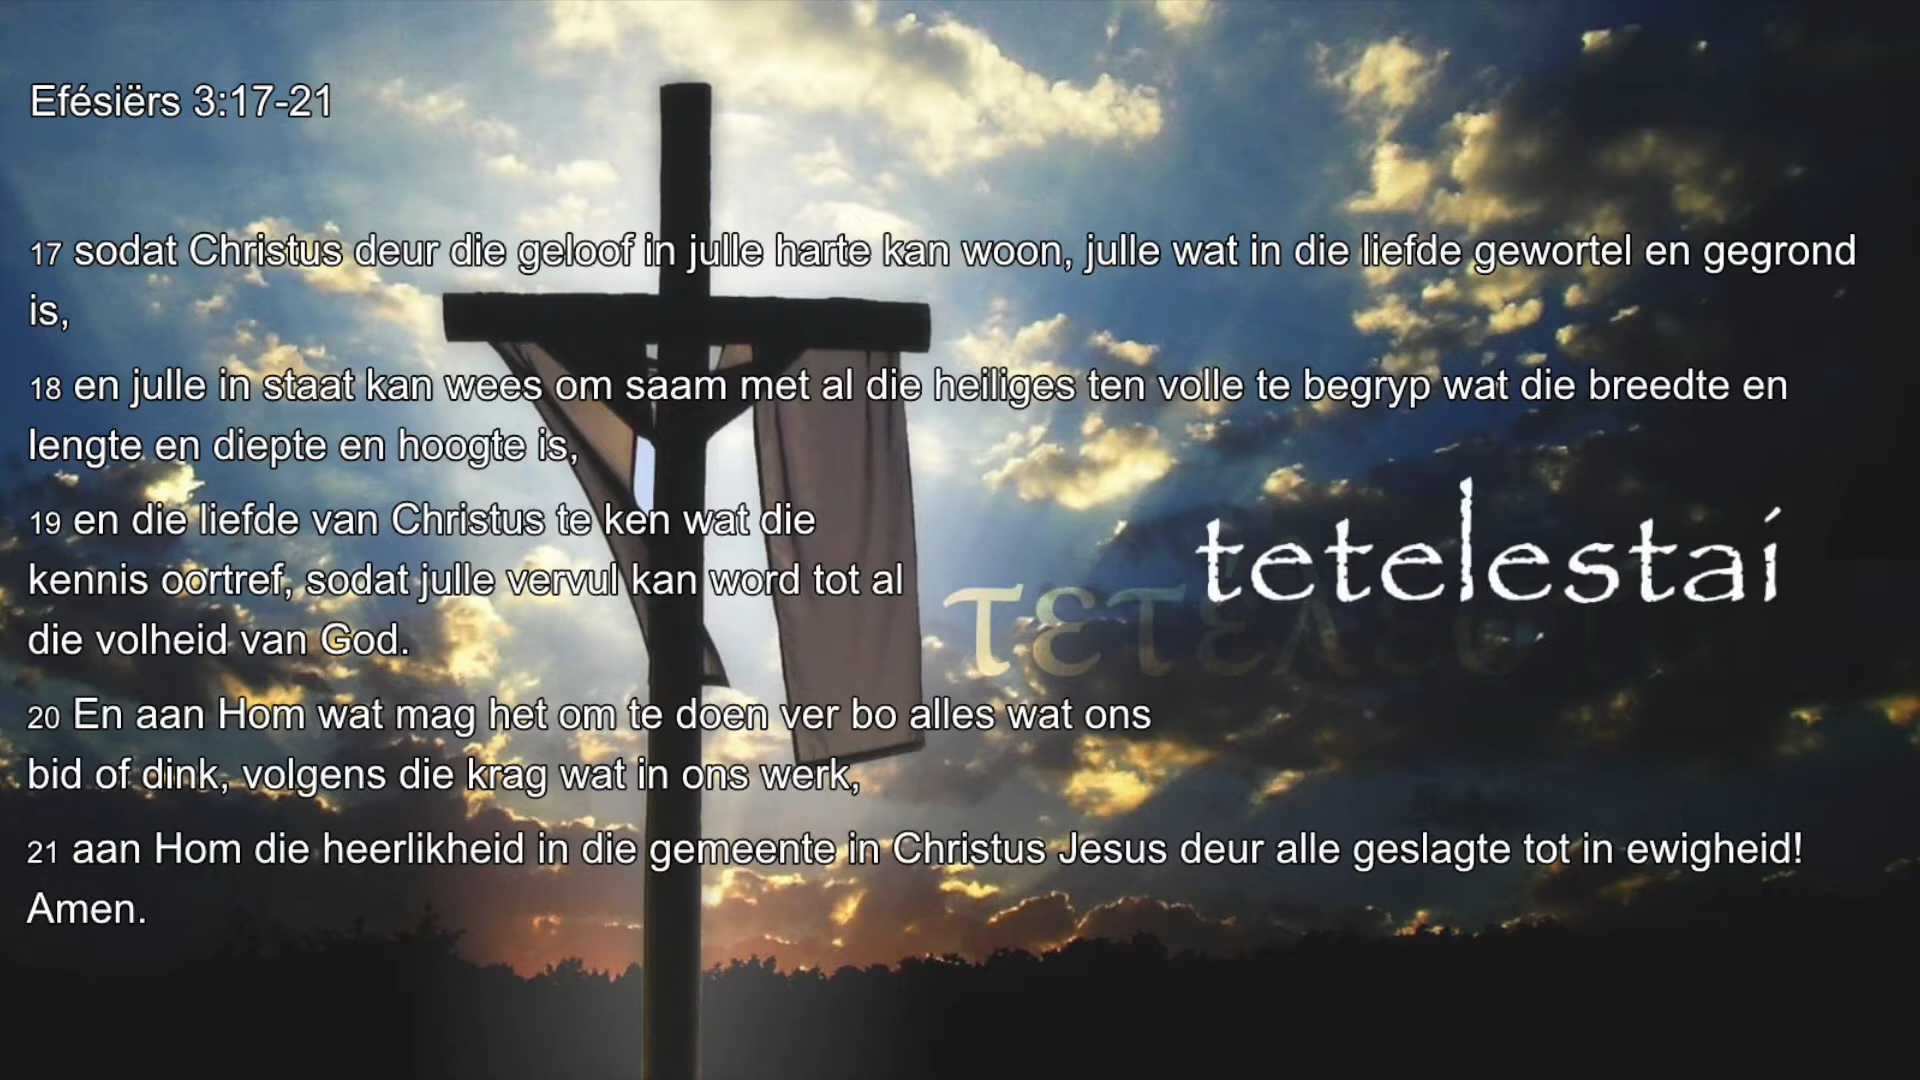 Efésiërs 3:17-21
17 sodat Christus deur die geloof in julle harte kan woon, julle wat in die liefde gewortel en gegrond
is,
18 en julle in staat kan wees om saam met al die heiliges ten volle te begryp wat die breedte en
lengte en diepte en hoogte is,
19 en die liefde van Christus te ken wat die
kennis oortref, sodat julle vervul kan word tot al
die volheid van God.
tetelestai
τετέλεσ
20 En aan Hom wat mag het om te doen ver bo alles wat ons
bid of dink, volgens die krag wat in ons werk,
21 aan Hom die heerlikheid in die gemeente in Christus Jesus deur alle geslagte tot in ewigheid!
Amen.